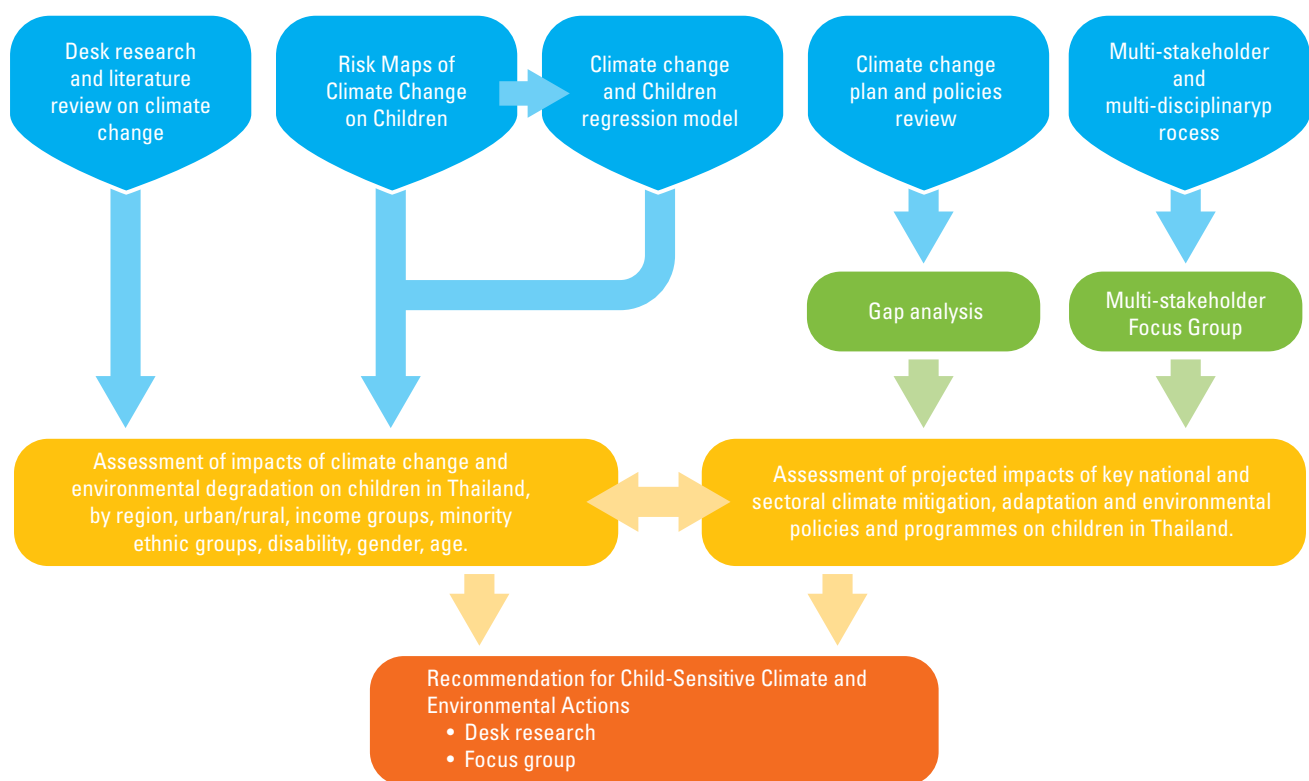 Desk research
and literature
review on climate
change
Risk Maps of
Climate Change
on Children
Climate change
and Children
regression model
Climate change
plan and policies
review
Multi-stakeholder
and
multi-disciplinaryp
rocess
Gap analysis
Multi-stakeholder
Focus Group
Assessment of impacts of climate change and
environmental degradation on children in Thailand,
by region, urban/rural, income groups, minority
ethnic groups, disability, gender, age.
Assessment of projected impacts of key national and
sectoral climate mitigation, adaptation and environmental
policies and programmes on children in Thailand.
Recommendation for Child-Sensitive Climate and
Environmental Actions
• Desk research
• Focus group